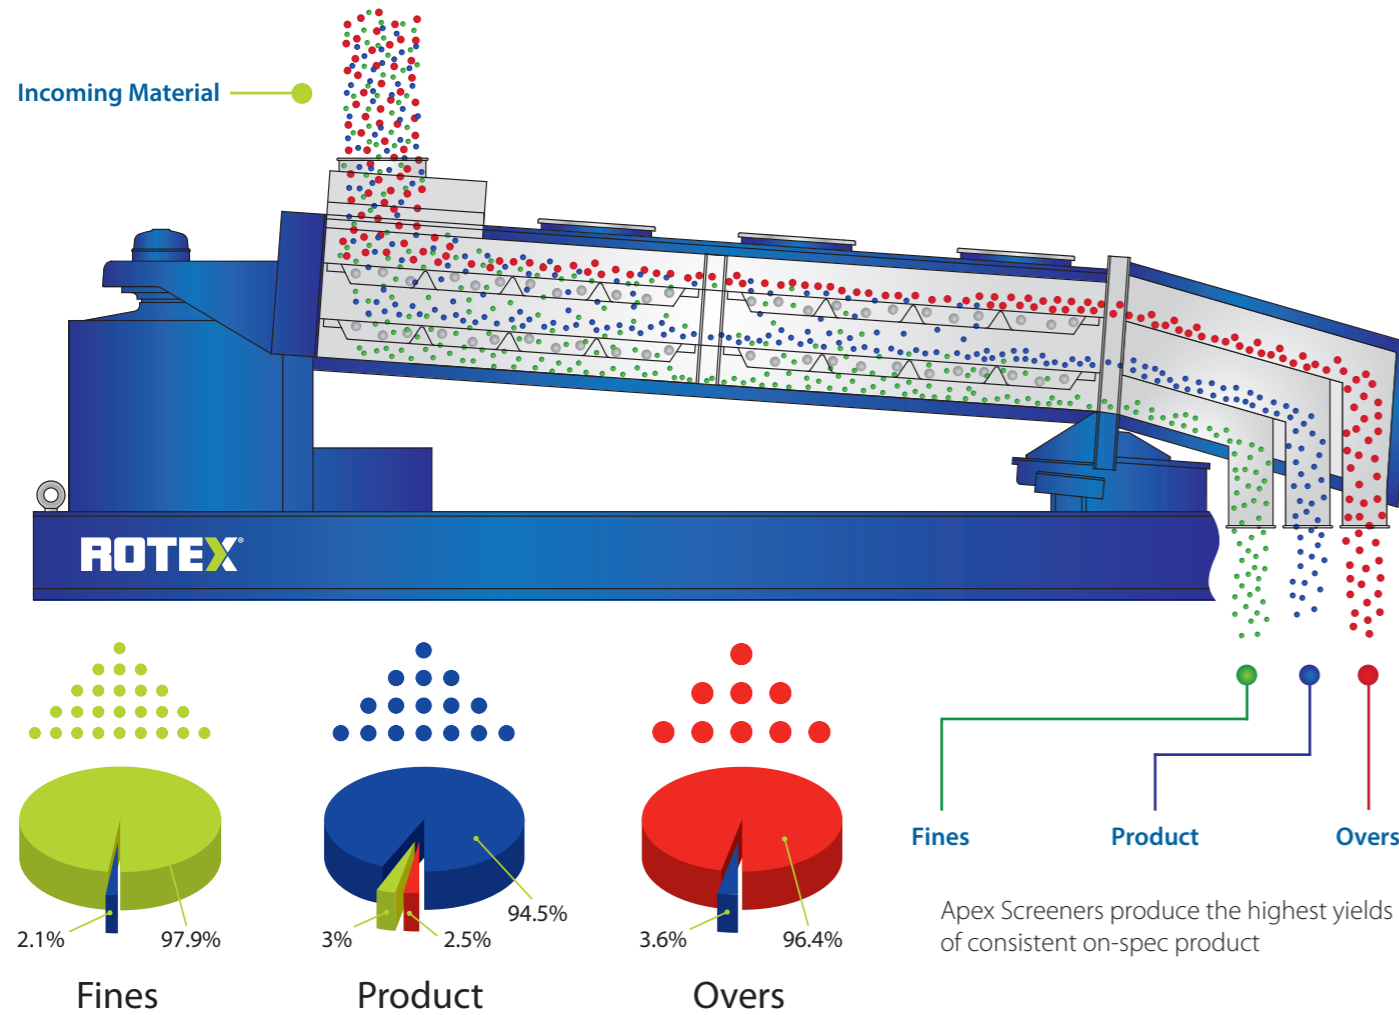 Incoming Material
ROTEX®
2.1%
97.9%
Fines
3%
2.5%
94.5%
Product
3.6%
96.4%
Overs
Fines
Product
Overs
Apex Screeners produce the highest yields
of consistent on-spec product